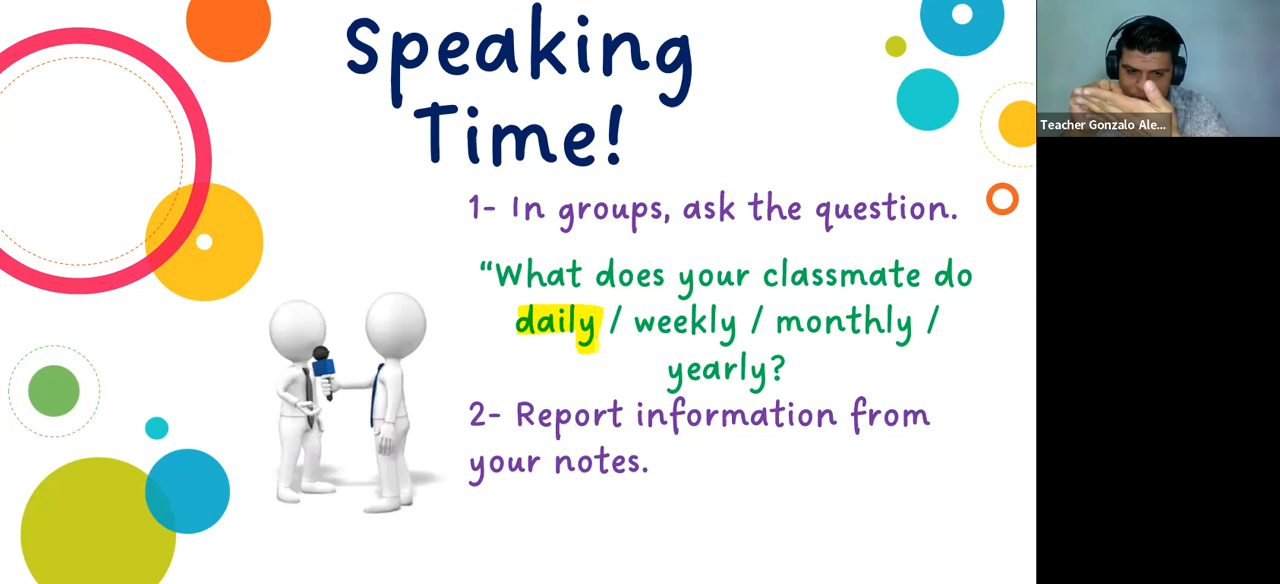 Speaking
Time!
1- In groups, ask the question.
"What does your classmate do
daily / weekly / monthly /
yearly?
2- Report information from
your notes.
Teacher Gonzalo Ale...